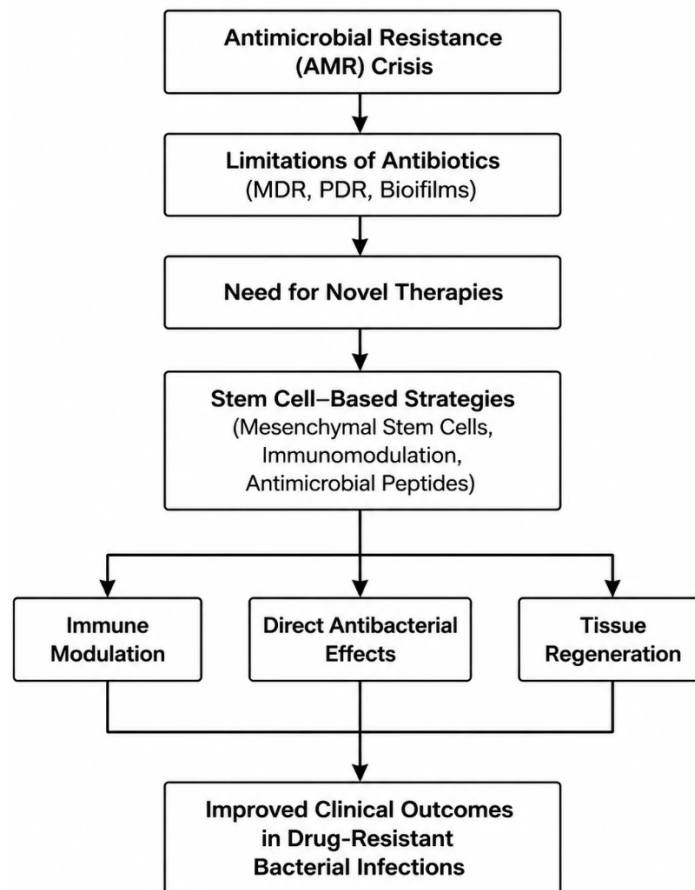 Antimicrobial Resistance
(AMR) Crisis
Limitations of Antibiotics
(MDR, PDR, Bioifilms)
Need for Novel Therapies
Stem Cell–Based Strategies
(Mesenchymal Stem Cells,
Immunomodulation,
Antimicrobial Peptides)
Immune
Modulation
Direct Antibacterial
Effects
Tissue
Regeneration
Improved Clinical Outcomes
in Drug-Resistant
Bacterial Infections